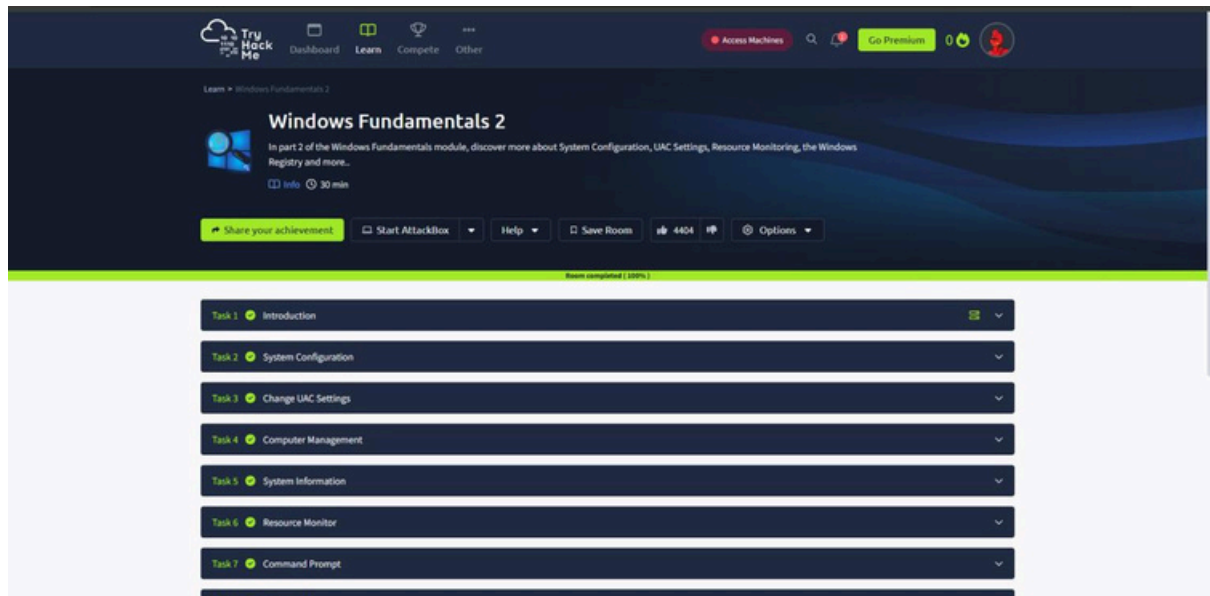 Try
Hack
Me
Dashboard
Learn
Compete
Other
Access Machines
Go Premium
0
Learn > Windows Fundamentals 2
Windows Fundamentals 2
In part 2 of the Windows Fundamentals module, discover more about System Configuration, UAC Settings, Resource Monitoring, the Windows
Registry and more..
Info 30 min
Share your achievement
Start AttackBox
Help
Save Room
4404
Options
Room completed ( 100% )
Task 1 Introduction
Task 2 System Configuration
Task 3 Change UAC Settings
Task 4 Computer Management
Task 5 System Information
Task 6 Resource Monitor
Task 7 Command Prompt